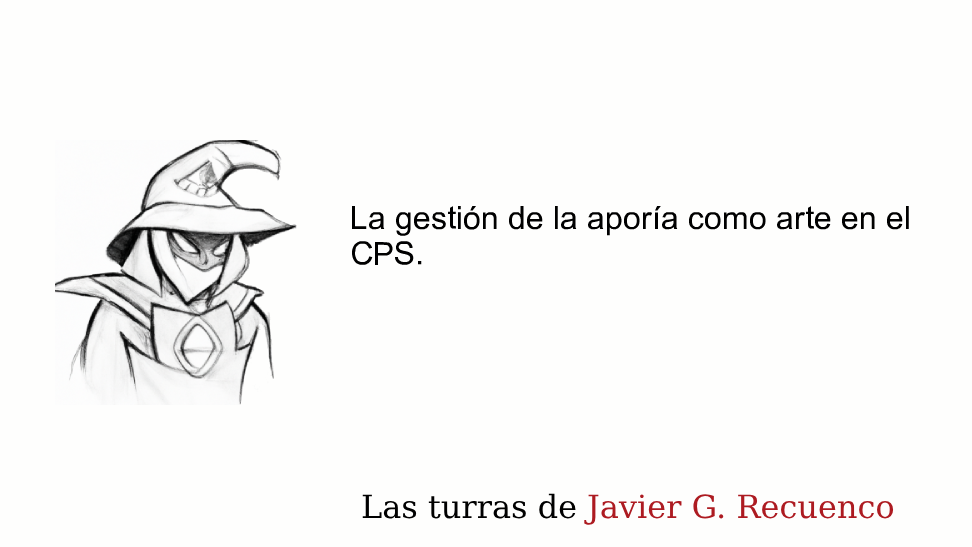 La gestión de la aporía como arte en el
CPS.
Las turras de Javier G. Recuenco